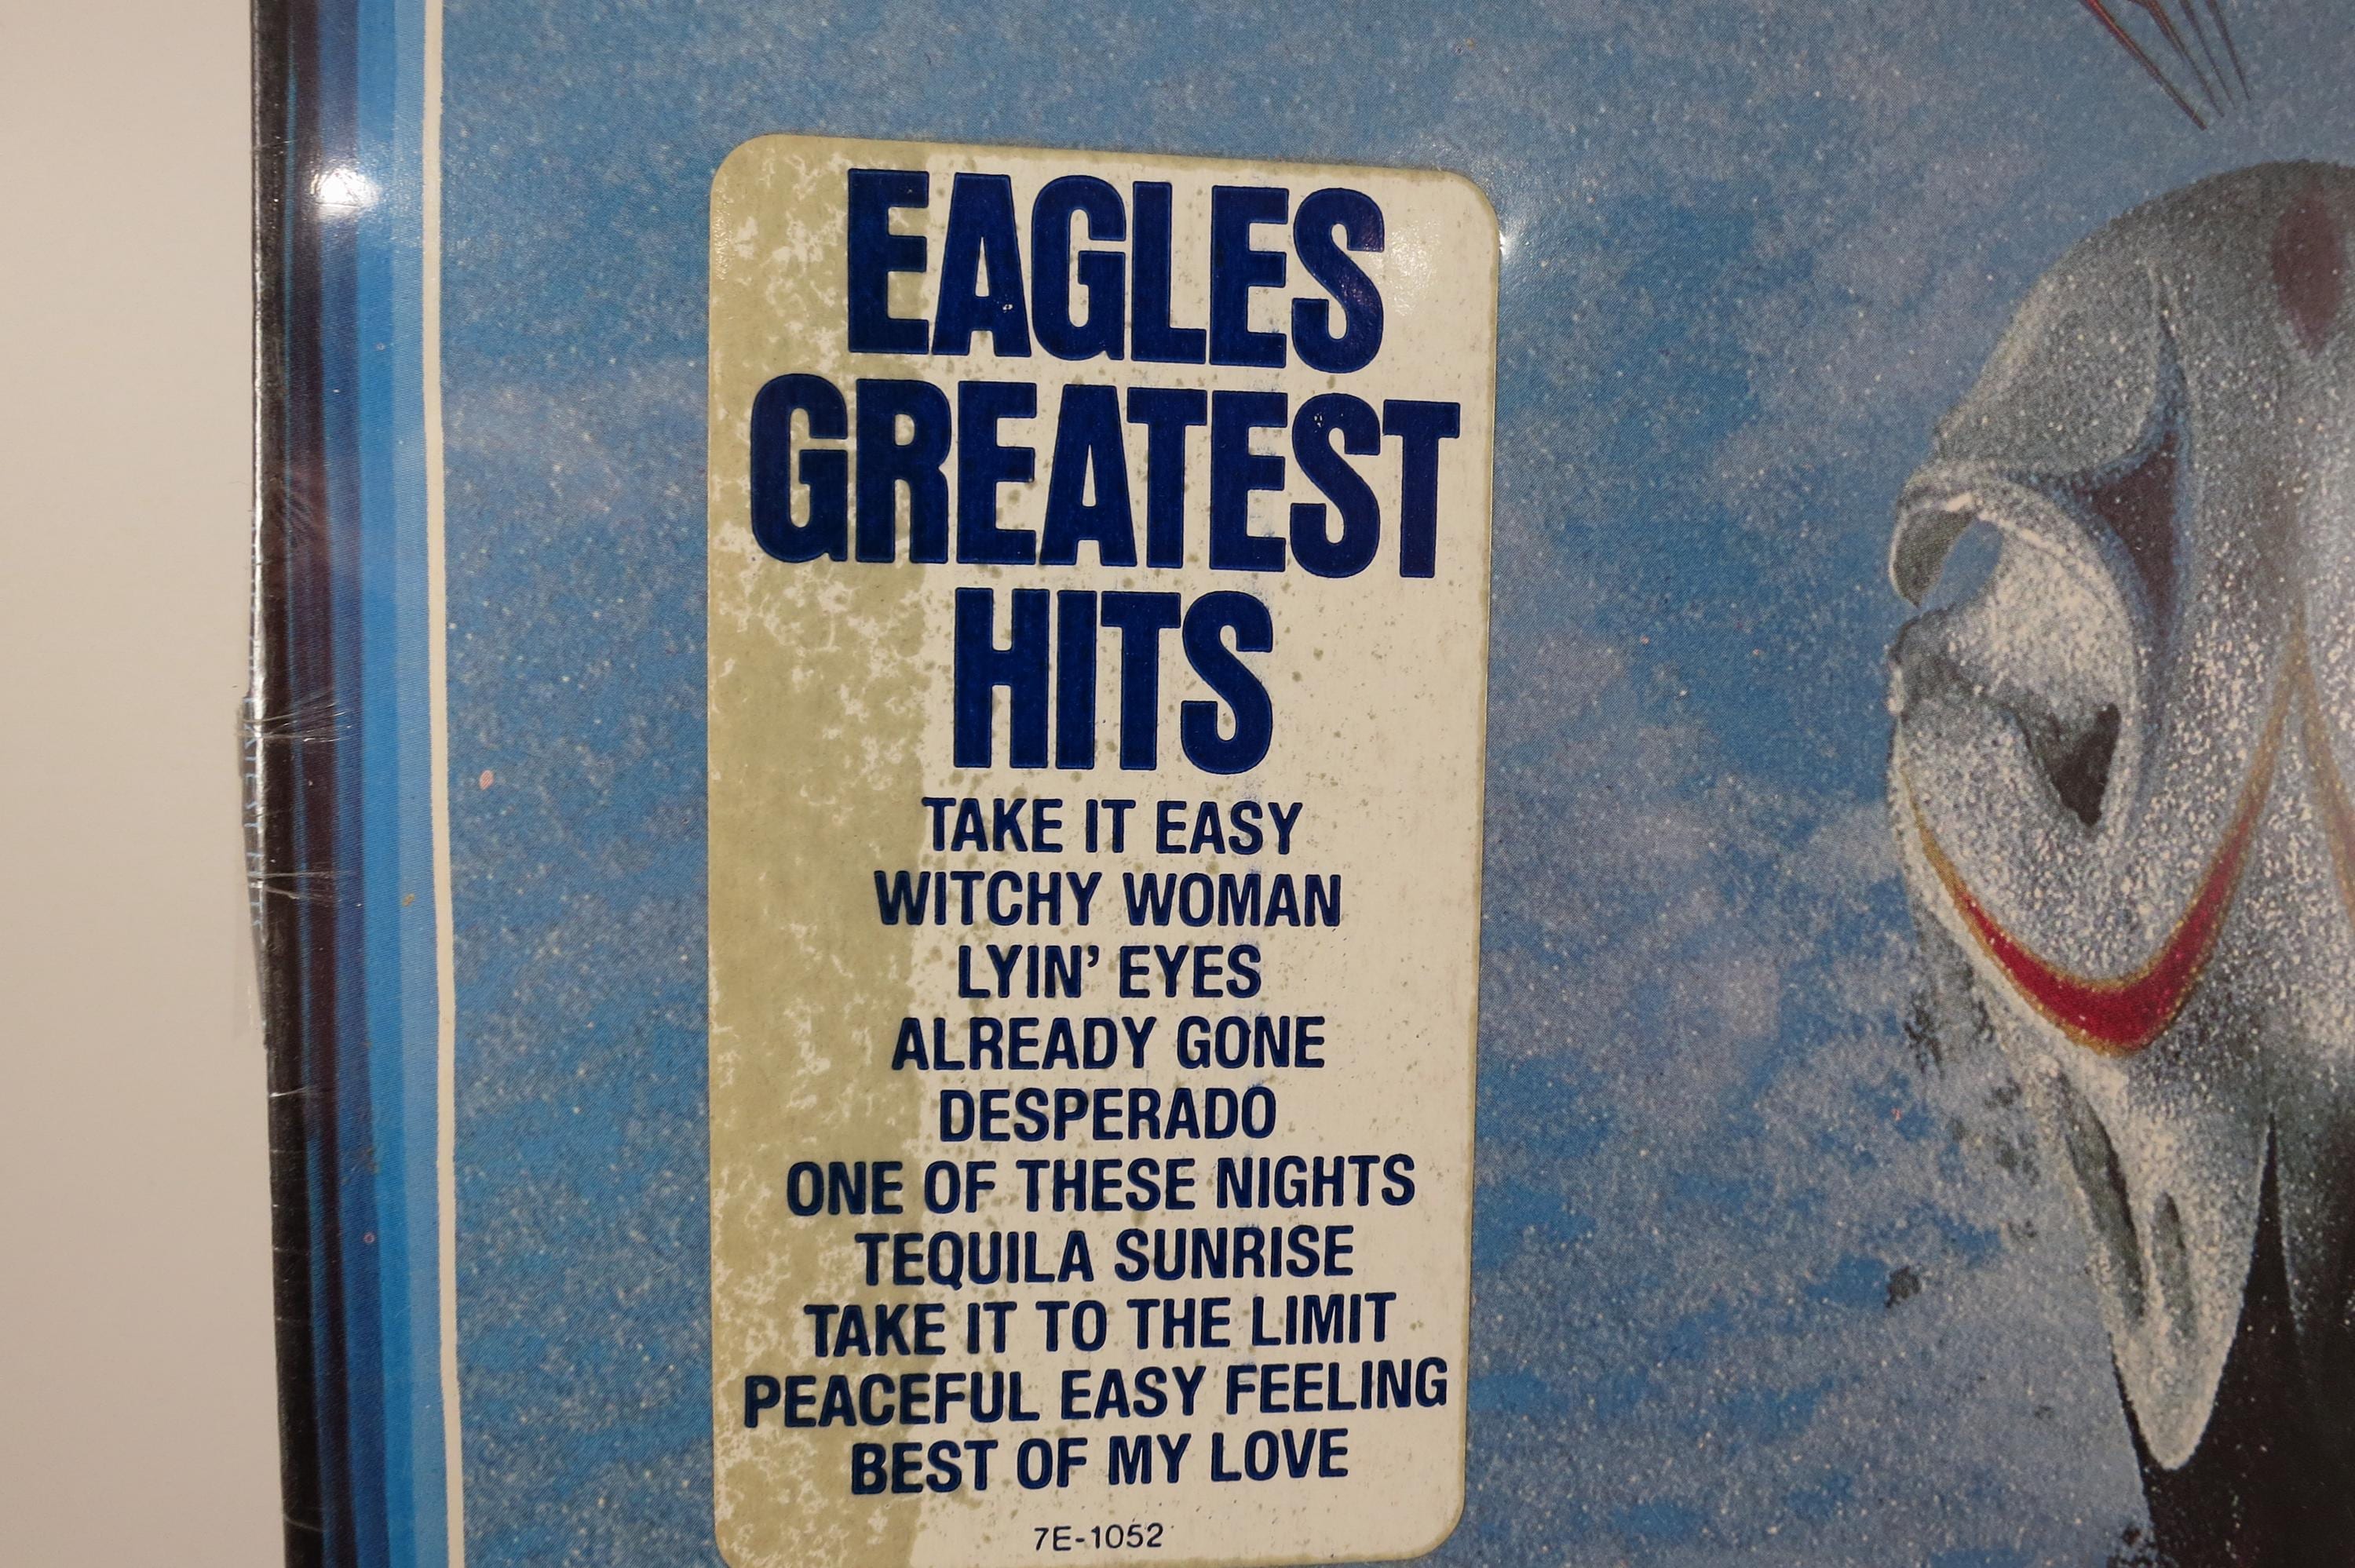 EAGLES
GREATEST
HITS
TAKE IT EASY
WITCHY WOMAN
LYIN' EYES
ALREADY GONE
DESPERADO
ONE OF THESE NIGHTS
TEQUILA SUNRISE
TAKE IT TO THE LIMIT
PEACEFUL EASY FEELING
BEST OF MY LOVE
7E-1052